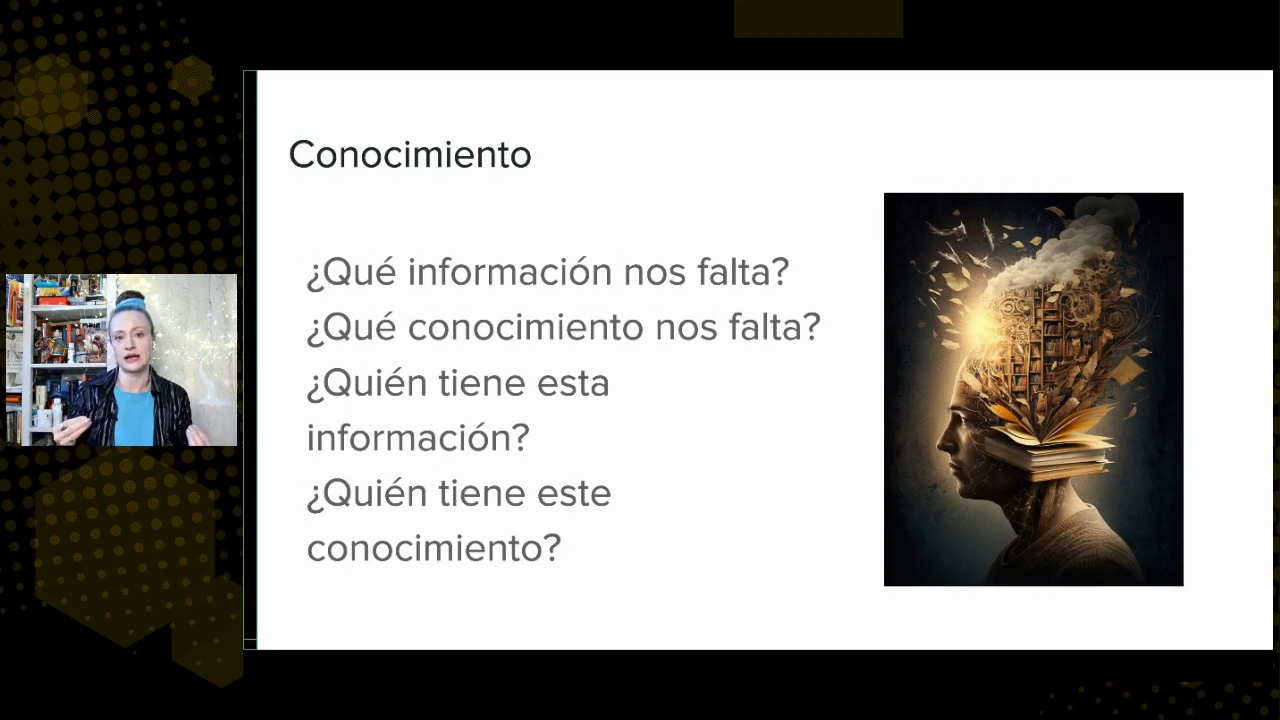 Conocimiento
¿Qué información nos falta?
¿Qué conocimiento nos falta?
¿Quién tiene esta
información?
¿Quién tiene este
conocimiento?